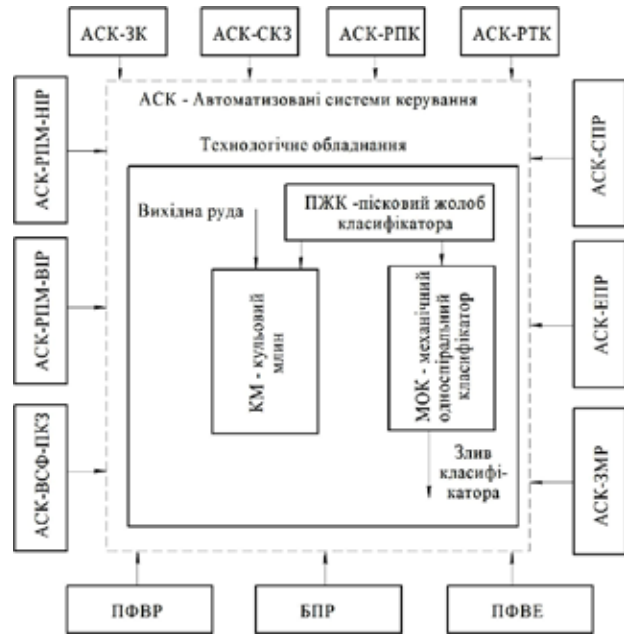 АСК-ЗК
АСК-СКЗ
АСК-РПК
АСК-РТК
АСК - Автоматизовані системи керування
Технологічне обладнання
АСК-РПМ-НІР
АСК-РПМ-ВІР
АСК-ВСФ-ПКЗ
Вихідна руда
ПЖК -пісковий жолоб
класифікатора
КМ - кульовий
млин
МОК - механічний
односпіральний
класифікатор
Злив
класифі-
катора
АСК-СПР
АСК-ЕПР
АСК-ЗМР
ПФВР
БПР
ПФВЕ